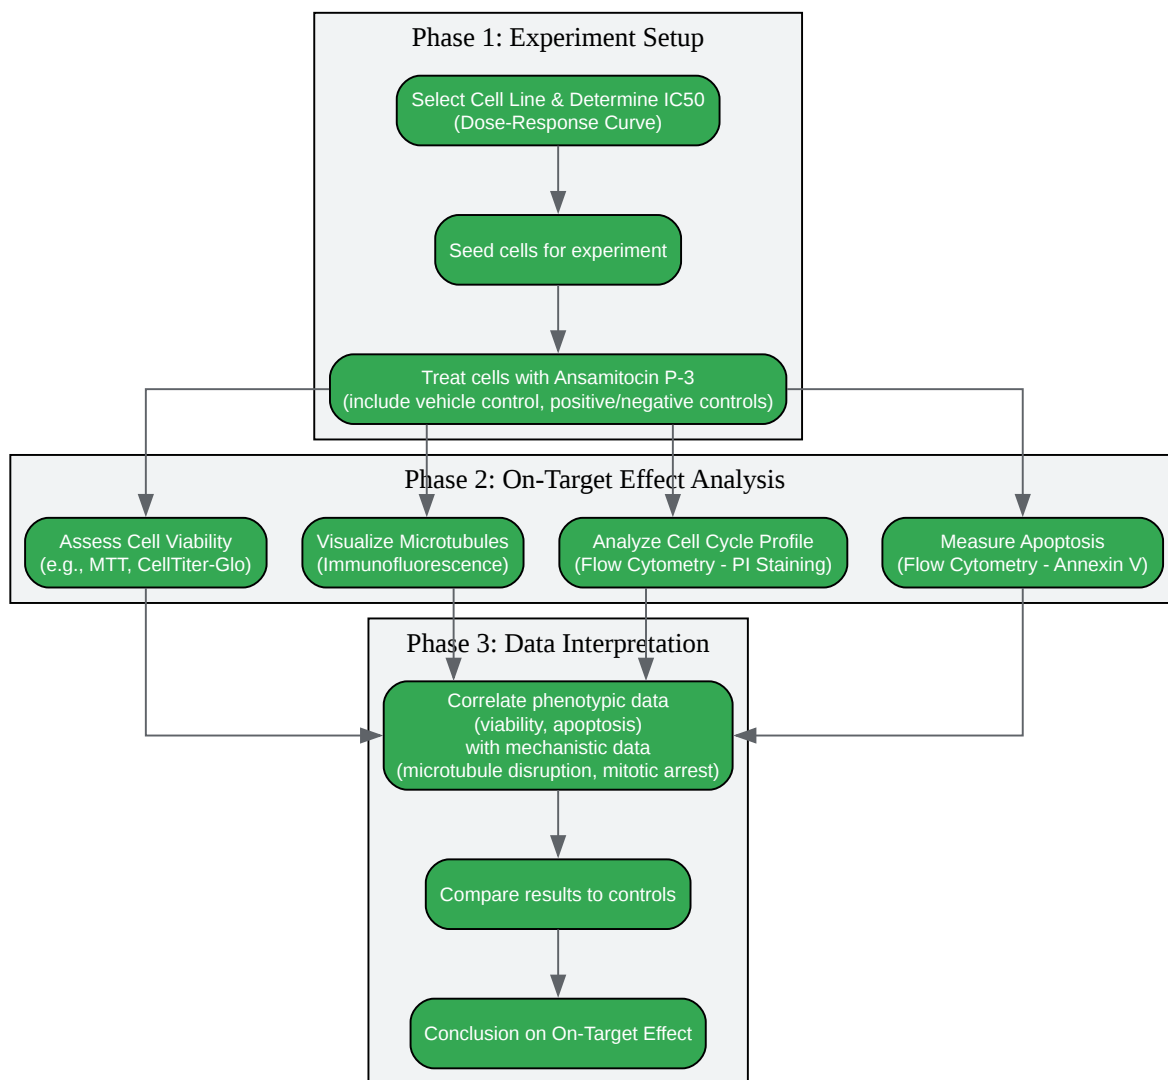 Phase 1: Experiment Setup
Select Cell Line & Determine IC50
(Dose-Response Curve)
Seed cells for experiment
Treat cells with Ansamitocin P-3
(include vehicle control, positive/negative controls)
Phase 2: On-Target Effect Analysis
Assess Cell Viability
(e.g., MTT, CellTiter-Glo)
Visualize Microtubules
(Immunofluorescence)
Analyze Cell Cycle Profile
(Flow Cytometry - PI Staining)
Measure Apoptosis
(Flow Cytometry - Annexin V)
Phase 3: Data Interpretation
Correlate phenotypic data
(viability, apoptosis)
with mechanistic data
(microtubule disruption, mitotic arrest)
Compare results to controls
Conclusion on On-Target Effect